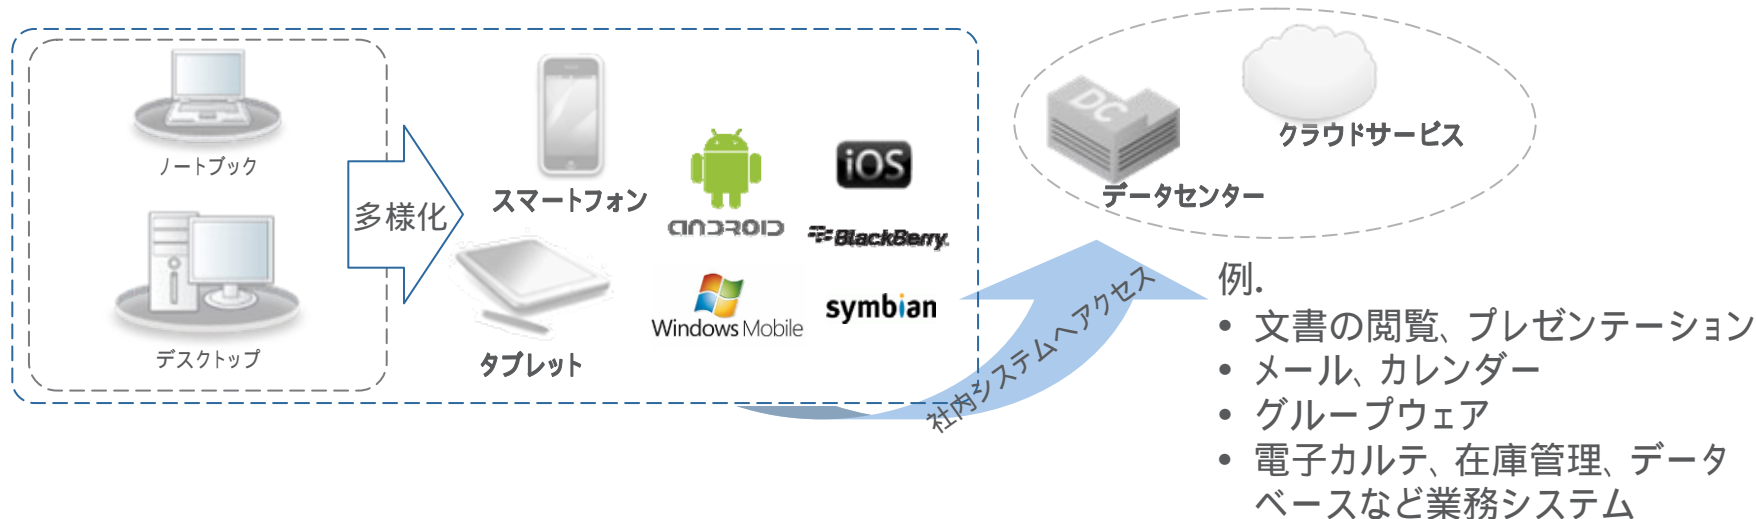 ノートブック
デスクトップ
多様化
スマートフォン
タブレット
ANDROID
iOS
BlackBerry.
Windows Mobile
symbian
社内システムへアクセス
DC
データセンター
クラウドサービス
例.
• 文書の閲覧、プレゼンテーション
• メール、カレンダー
• グループウェア
• 電子カルテ、在庫管理、データ
ベースなど業務システム